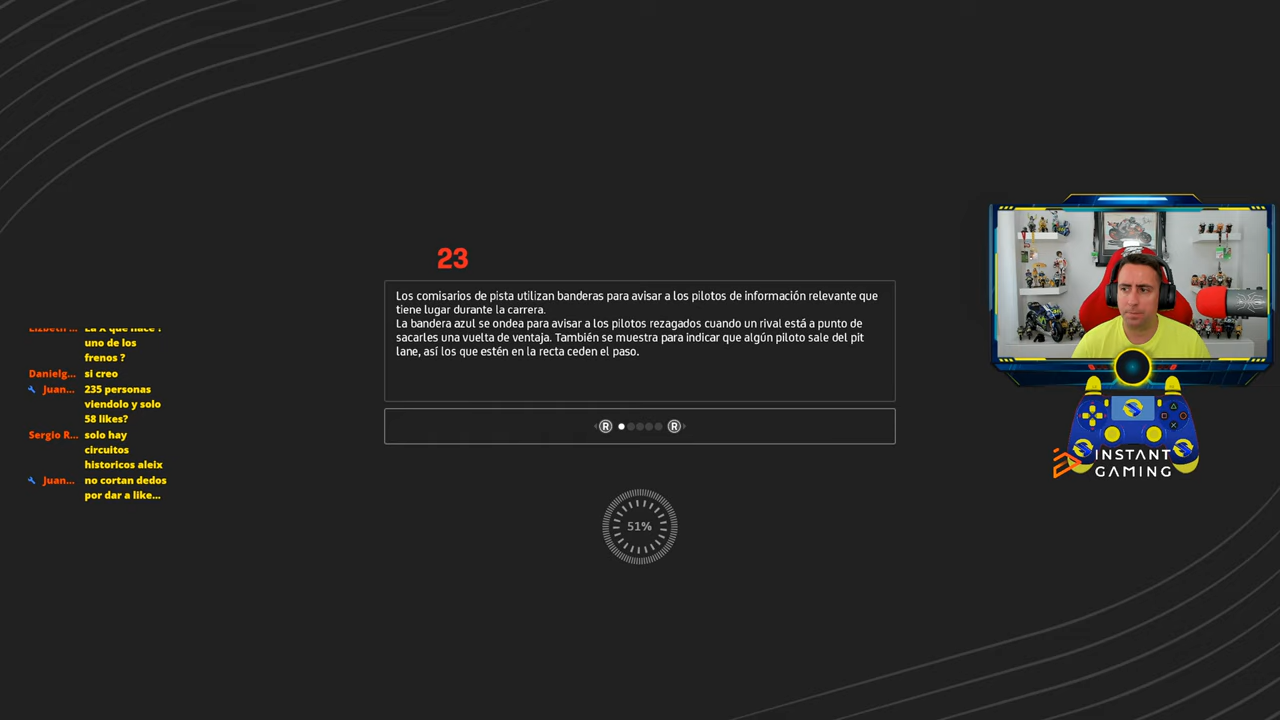 23
Los comisarios de pista utilizan banderas para avisar a los pilotos de información relevante que
tiene lugar durante la carrera.
La bandera azul se ondea para avisar a los pilotos rezagados cuando un rival está a punto de
sacarles una vuelta de ventaja. También se muestra para indicar que algún piloto sale del pit
lane, así los que estén en la recta ceden el paso.
R R
51%
Lizbeth ... La X que hace ?
uno de los
frenos ?
Danielg... si creo
Juan... 235 personas
viendolo y solo
58 likes?
Sergio R... solo hay
circuitos
historicos aleix
Juan... no cortan dedos
por dar a like...
INSTANT
GAMING